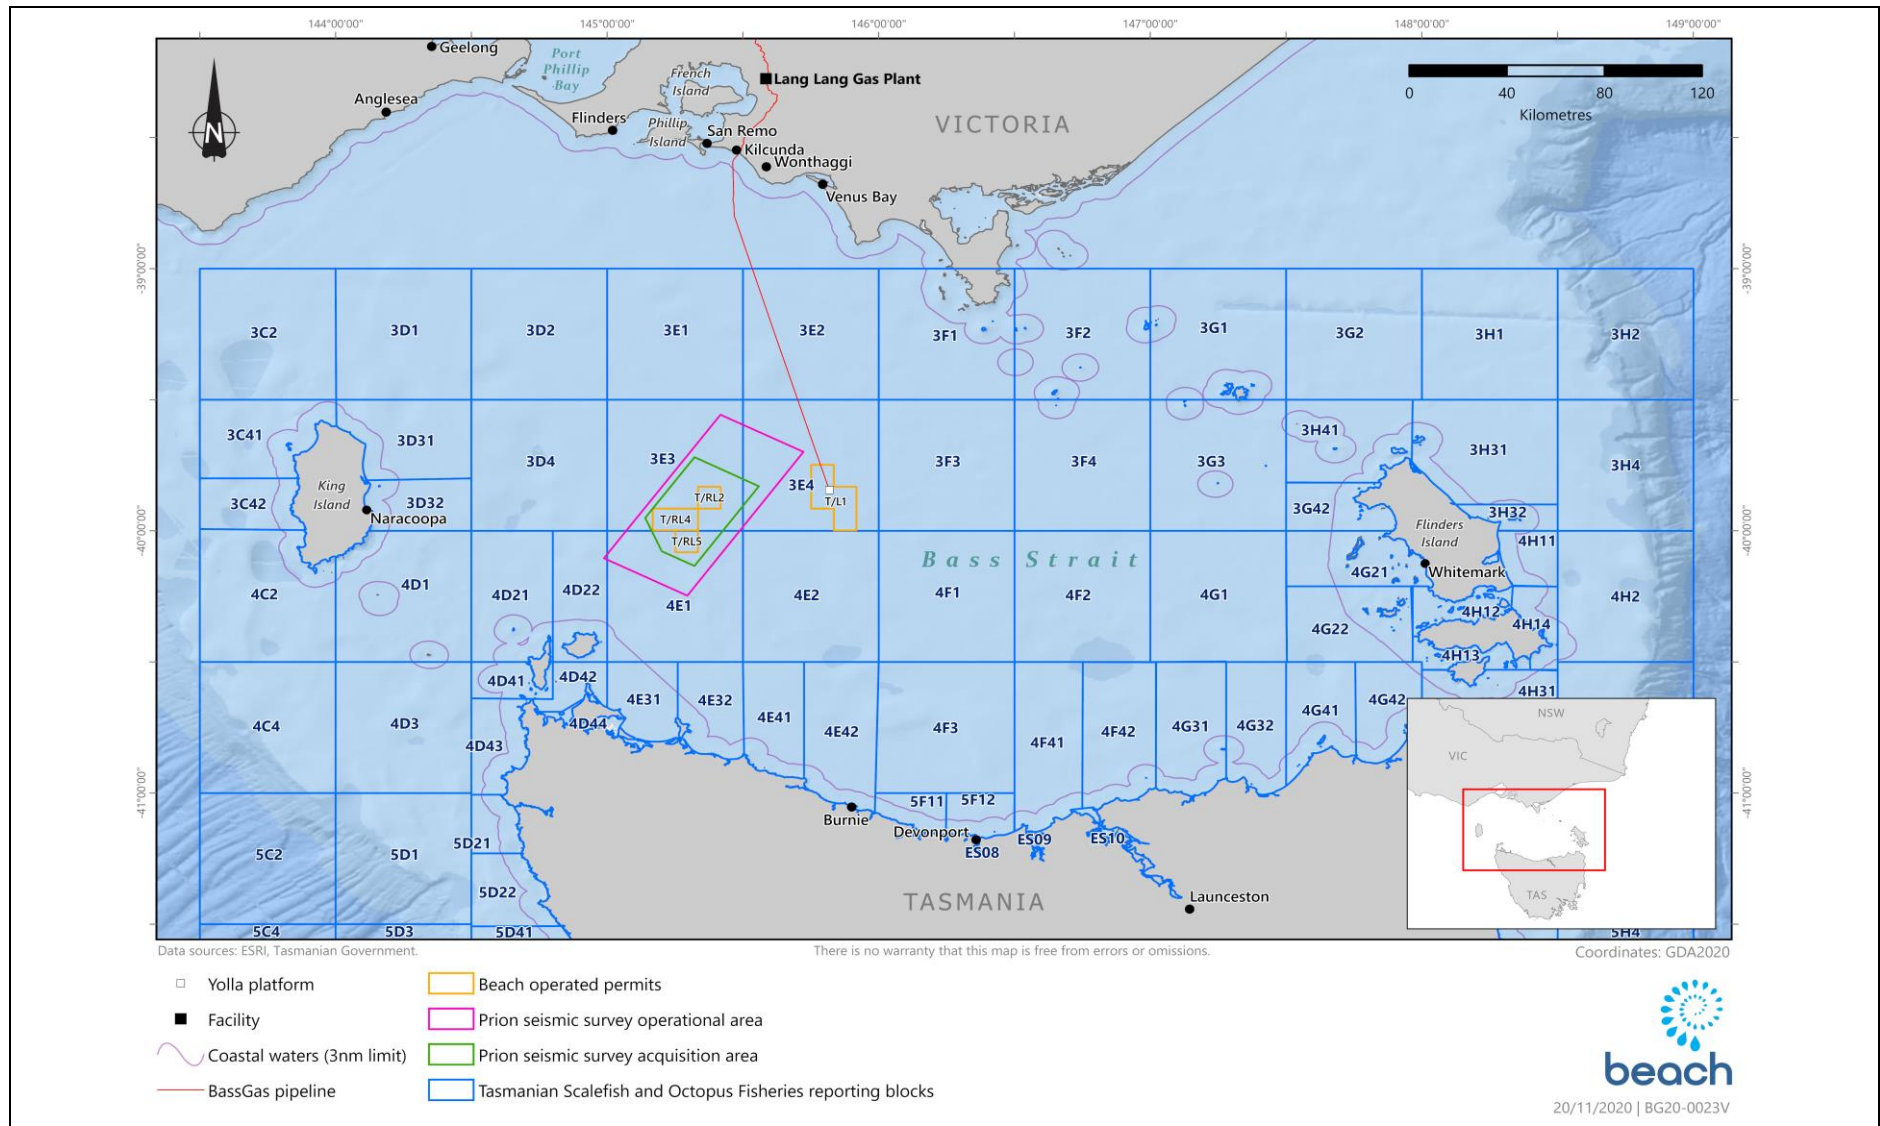 144°00'00"
145°00'00"
146°00'00"
147°00'00"
148°00'00"
149°00'00"
Geelong
Port
Phillip
Bay
French
Island
Lang Lang Gas Plant
0
40
80
120
Kilometres
N
Anglesea
Flinders
Phillip
Island
San Remo
VICTORIA
Kilcunda
Wonthaggi
Venus Bay
-39°00'00"
-39°00'00"
3C2
3D1
3D2
3E1
3E2
3F1
3F2
3G1
3G2
3H1
3H2
3C41
3D31
3D4
3E3
3E4
3F3
3F4
3G3
3H41
3H31
3H4
King
Island
3C42
3D32
Naracoopa
T/RL2
T/RL4
T/RL5
T/L1
3G42
3H32
Flinders
Island
4H11
-40°00'00"
-40°00'00"
Bass Strait
4C2
4D1
4D21
4D22
4E1
4E2
4F1
4F2
4G1
4G21
Whitemark
4H2
4G22
4H12
4H14
4H13
4H31
4D41
4D42
4C4
4D3
4D43
4D44
4E31
4E32
4E41
4E42
4F3
4F41
4F42
4G31
4G32
4G41
4G42
-41°00'00"
-41°00'00"
5F11
5F12
Burnie
Devonport
ES08
ES09
ES10
5C2
5D1
5D21
5D22
5C4
5D3
5D41
5H4
TASMANIA
Launceston
NSW
VIC
TAS
Data sources: ESRI, Tasmanian Government.
There is no warranty that this map is free from errors or omissions.
Coordinates: GDA2020
Yolla platform
Facility
Coastal waters (3nm limit)
BassGas pipeline
Beach operated permits
Prion seismic survey operational area
Prion seismic survey acquisition area
Tasmanian Scalefish and Octopus Fisheries reporting blocks
beach
20/11/2020 | BG20-0023V